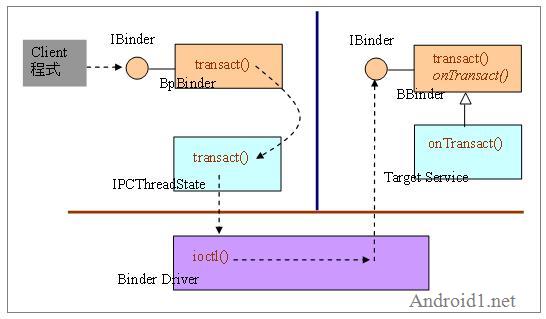 Client
程式
IBinder
transact()
BpBinder
transact()
IPCThreadState
IBinder
transact()
onTransact()
BBinder
onTransact()
Target Service
ioctl()
Binder Driver
Android1.net